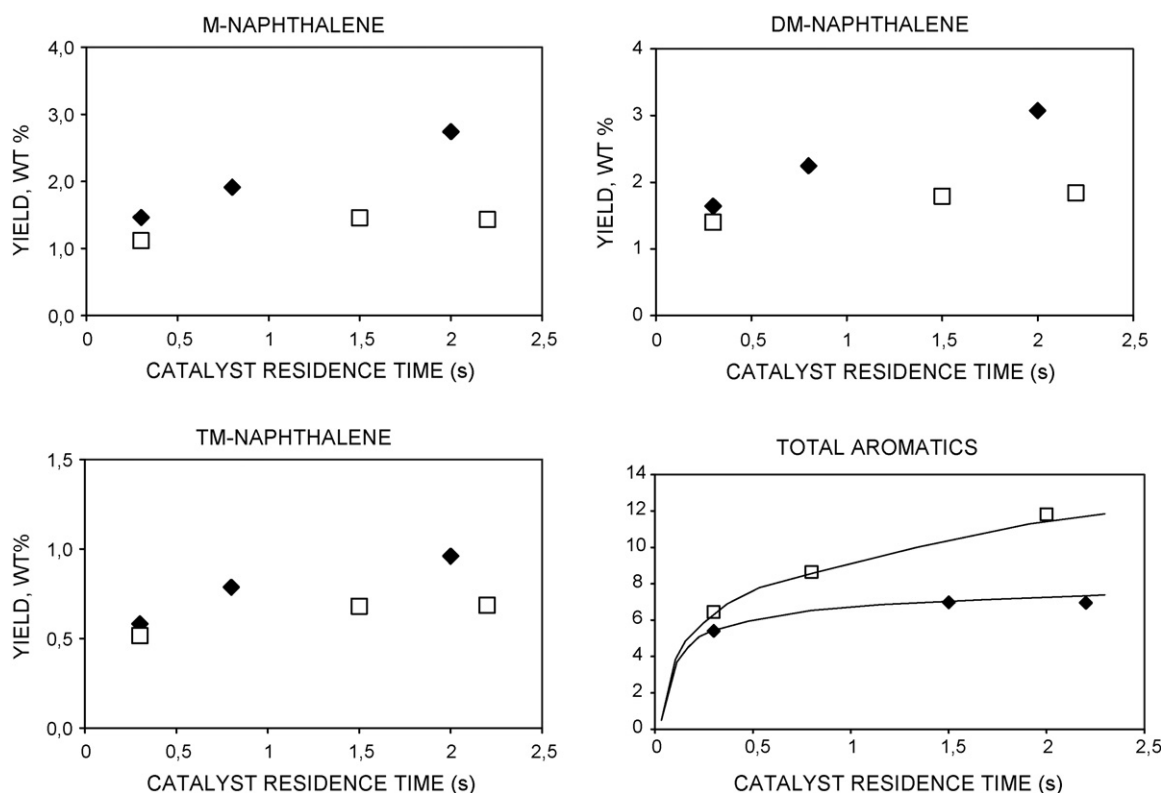 M-NAPHTHALENE
YIELD, WT %
4,0
3,0
2,0
1,0
0,0
0 0,5 1 1,5 2 2,5
CATALYST RESIDENCE TIME (s)
DM-NAPHTHALENE
YIELD, WT %
4
3
2
1
0
0 0,5 1 1,5 2 2,5
CATALYST RESIDENCE TIME (s)
TM-NAPHTHALENE
YIELD, WT%
1,5
1,0
0,5
0,0
0 0,5 1 1,5 2 2,5
CATALYST RESIDENCE TIME (s)
TOTAL AROMATICS
14
12
10
8
6
4
2
0
0 0,5 1 1,5 2 2,5
CATALYST RESIDENCE TIME (s)